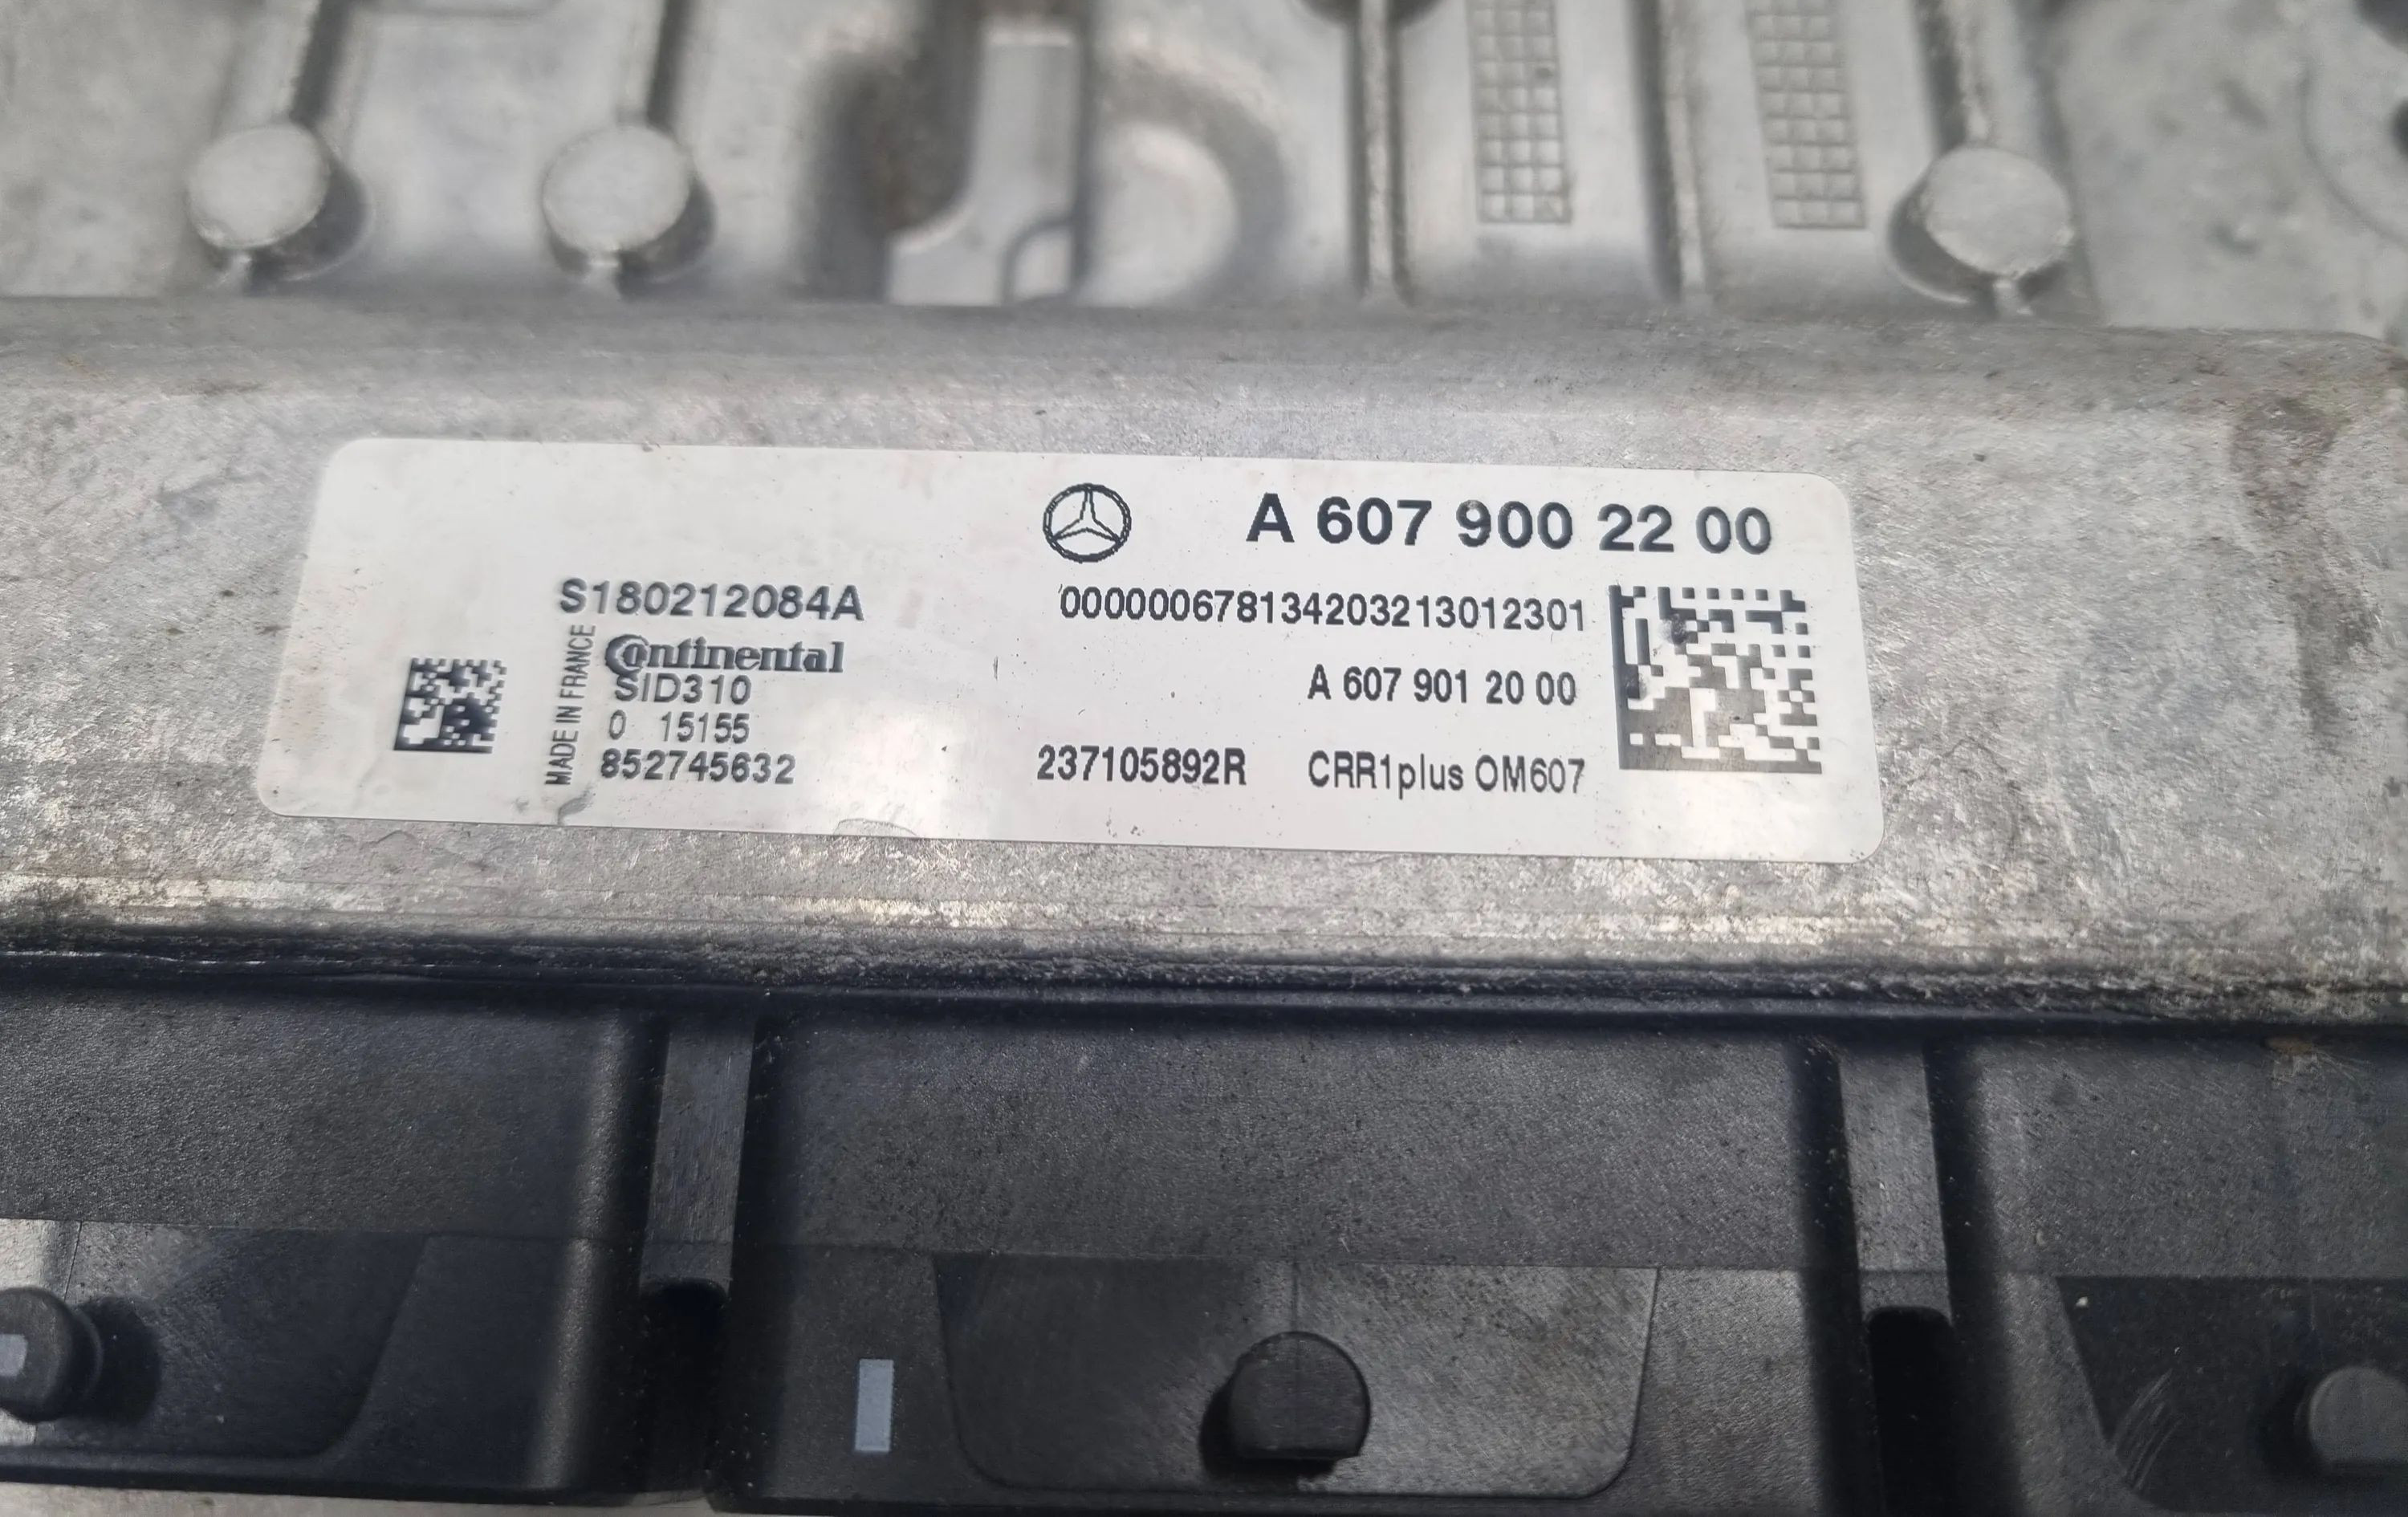 A 607 900 22 00
S180212084A
000000678134203213012301
MADE IN FRANCE
Continental
SID310
A 607 901 20 00
0 15155
852745632
237105892R CRR1plus OM607